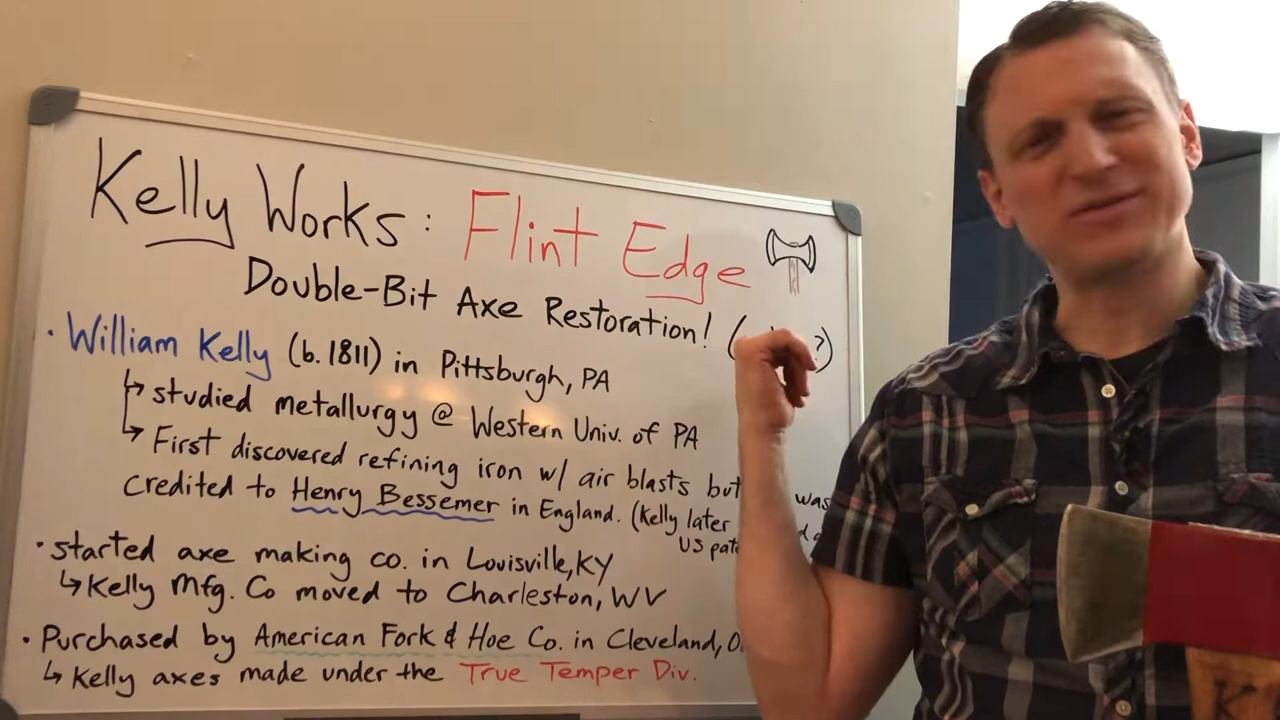 Kelly Works: Flint Edge
Double-Bit Axe Restoration! ( ?)
• William Kelly (b. 1811) in Pittsburgh, PA
↳ studied metallurgy @ Western Univ. of PA
↳ First discovered refining iron w/ air blasts but was
credited to Henry Bessemer in England. (Kelly later
US
• started axe making co. in Louisville, KY
↳ Kelly Mfg. Co moved to Charleston, WV
• Purchased by American Fork & Hoe Co. in Cleveland,
↳ Kelly axes made under the True Temper Div.
K